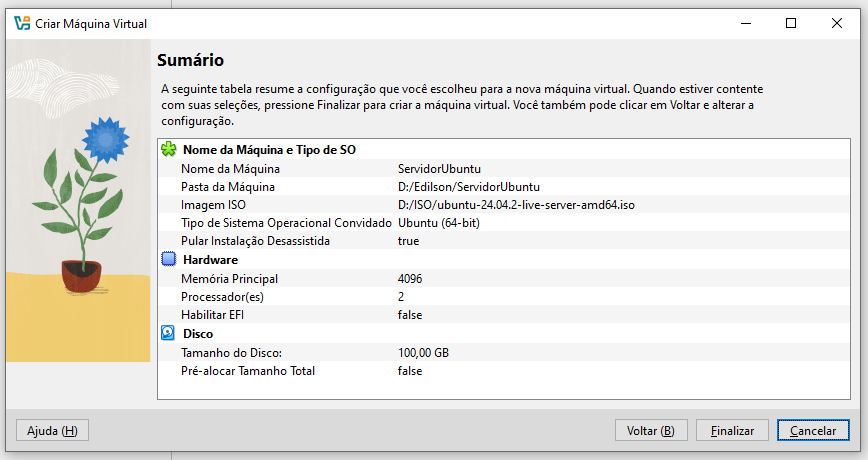 Criar Máquina Virtual
Sumário
A seguinte tabela resume a configuração que você escolheu para a nova máquina virtual. Quando estiver contente
com suas seleções, pressione Finalizar para criar a máquina virtual. Você também pode clicar em Voltar e alterar a
configuração.
Nome da Máquina e Tipo de SO
Nome da Máquina ServidorUbuntu
Pasta da Máquina D:/Edilson/ServidorUbuntu
Imagem ISO D:/ISO/ubuntu-24.04.2-live-server-amd64.iso
Tipo de Sistema Operacional Convidado Ubuntu (64-bit)
Pular Instalação Desassistida true
Hardware
Memória Principal 4096
Processador(es) 2
Habilitar EFI false
Disco
Tamanho do Disco: 100,00 GB
Pré-alocar Tamanho Total false
Ajuda (H) Voltar (B) Finalizar Cancelar